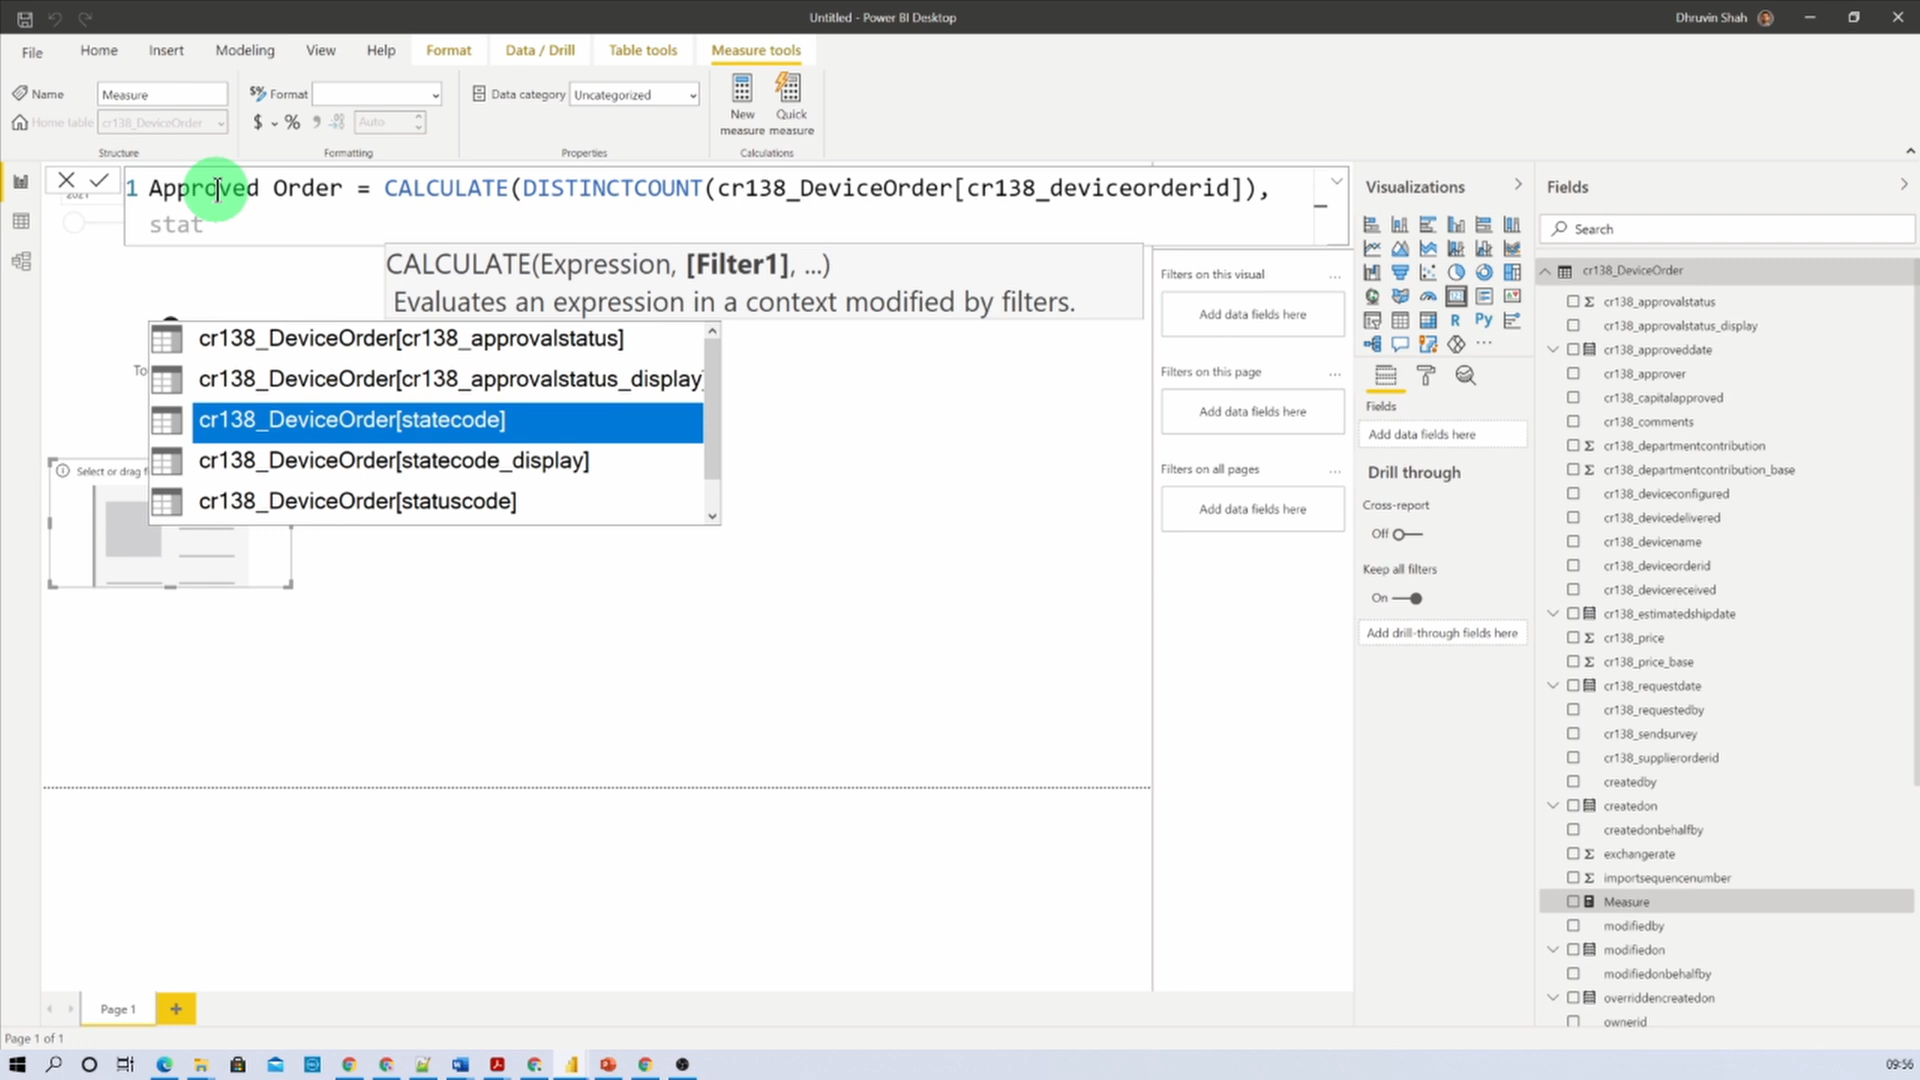 Untitled - Power BI Desktop
Dhruvin Shah
File
Home
Insert
Modeling
View
Help
Format
Data / Drill
Table tools
Measure tools
Name
Measure
Home table
cr138_DeviceOrder
Structure
Format
$ %
Auto
Formatting
Data category
Uncategorized
Properties
New measure
Quick measure
Calculations
1 Approved Order = CALCULATE(DISTINCTCOUNT(cr138_DeviceOrder[cr138_deviceorderid]),
stat
CALCULATE(Expression, [Filter1], ...)
Evaluates an expression in a context modified by filters.
cr138_DeviceOrder[cr138_approvalstatus]
cr138_DeviceOrder[cr138_approvalstatus_display]
cr138_DeviceOrder[statecode]
cr138_DeviceOrder[statecode_display]
cr138_DeviceOrder[statuscode]
Select or drag f
Filters on this visual
...
Add data fields here
Filters on this page
...
Add data fields here
Filters on all pages
...
Add data fields here
Visualizations
R
Py
...
Fields
Add data fields here
Drill through
Cross-report
Off
Keep all filters
On
Add drill-through fields here
Fields
Search
cr138_DeviceOrder
cr138_approvalstatus
cr138_approvalstatus_display
cr138_approveddate
cr138_approver
cr138_capitalapproved
cr138_comments
cr138_departmentcontribution
cr138_departmentcontribution_base
cr138_deviceconfigured
cr138_devicedelivered
cr138_devicename
cr138_deviceorderid
cr138_devicereceived
cr138_estimatedshipdate
cr138_price
cr138_price_base
cr138_requestdate
cr138_requestedby
cr138_sendsurvey
cr138_supplierorderid
createdby
createdon
createdonbehalfby
exchangerate
importsequencenumber
Measure
modifiedby
modifiedon
modifiedonbehalfby
overriddencreatedon
ownerid
Page 1
Page 1 of 1
09:56